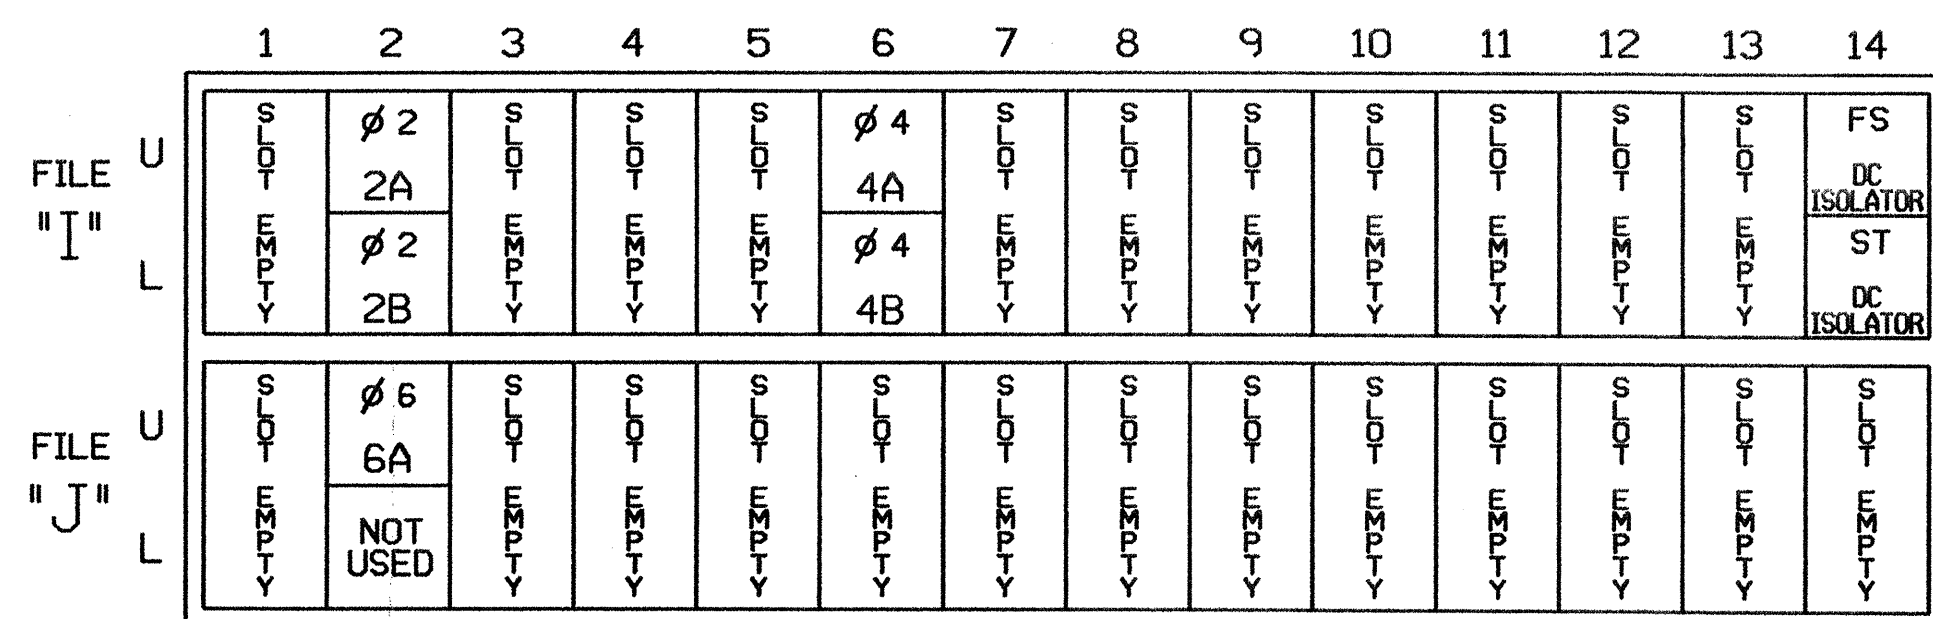 1 2 3 4 5 6 7 8 9 10 11 12 13 14
FILE
"I"
U
L
SLOT EMPTY
ø 2
2A
ø 2
2B
SLOT EMPTY
SLOT EMPTY
SLOT EMPTY
ø 4
4A
ø 4
4B
SLOT EMPTY
SLOT EMPTY
SLOT EMPTY
SLOT EMPTY
SLOT EMPTY
SLOT EMPTY
SLOT EMPTY
FS
DC
ISOLATOR
ST
DC
ISOLATOR
FILE
"J"
U
L
SLOT EMPTY
ø 6
6A
NOT
USED
SLOT EMPTY
SLOT EMPTY
SLOT EMPTY
SLOT EMPTY
SLOT EMPTY
SLOT EMPTY
SLOT EMPTY
SLOT EMPTY
SLOT EMPTY
SLOT EMPTY
SLOT EMPTY
SLOT EMPTY